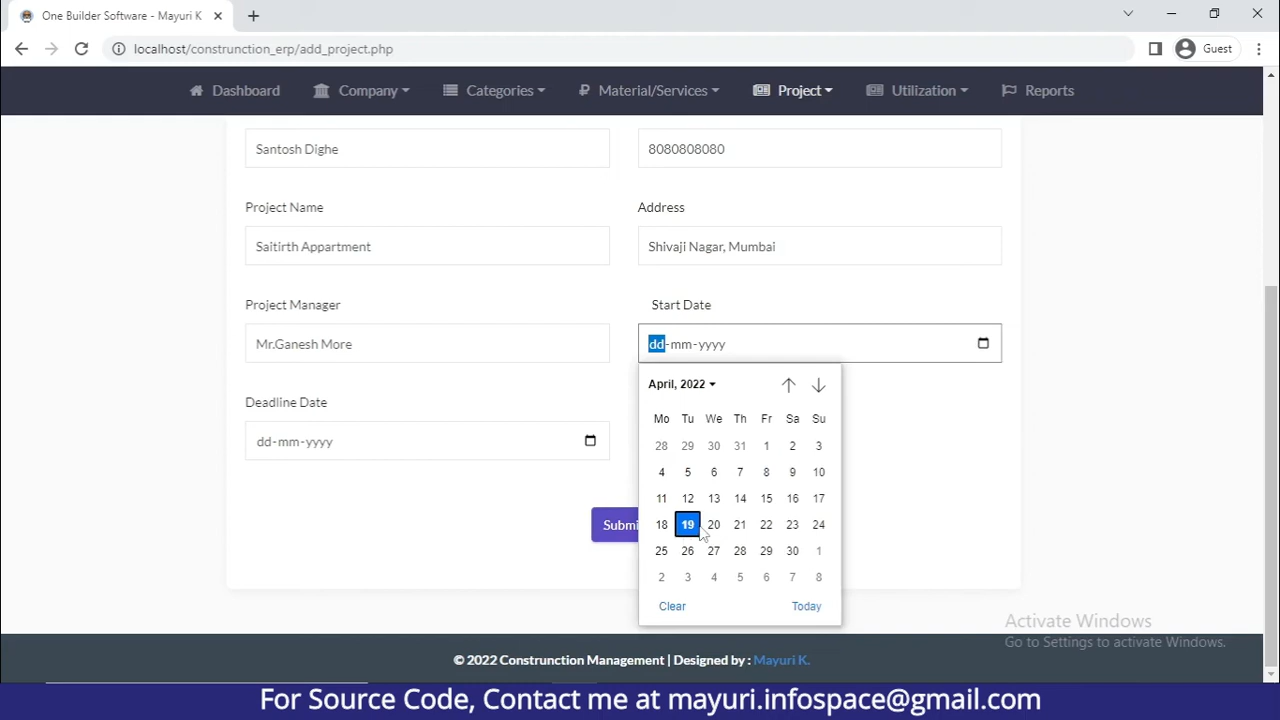 One Builder Software - Mayuri K
localhost/construnction_erp/add_project.php
Guest
Dashboard Company Categories Material/Services Project Utilization Reports
Santosh Dighe 8080808080
Project Name Address
Saitirth Appartment Shivaji Nagar, Mumbai
Project Manager Start Date
Mr.Ganesh More dd-mm-yyyy
Deadline Date
dd-mm-yyyy
April, 2022
Mo Tu We Th Fr Sa Su
28 29 30 31 1 2 3
4 5 6 7 8 9 10
11 12 13 14 15 16 17
18 19 20 21 22 23 24
25 26 27 28 29 30 1
2 3 4 5 6 7 8
Clear Today
Submi
Activate Windows
Go to Settings to activate Windows.
© 2022 Construnction Management | Designed by : Mayuri K.
For Source Code, Contact me at mayuri.infospace@gmail.com